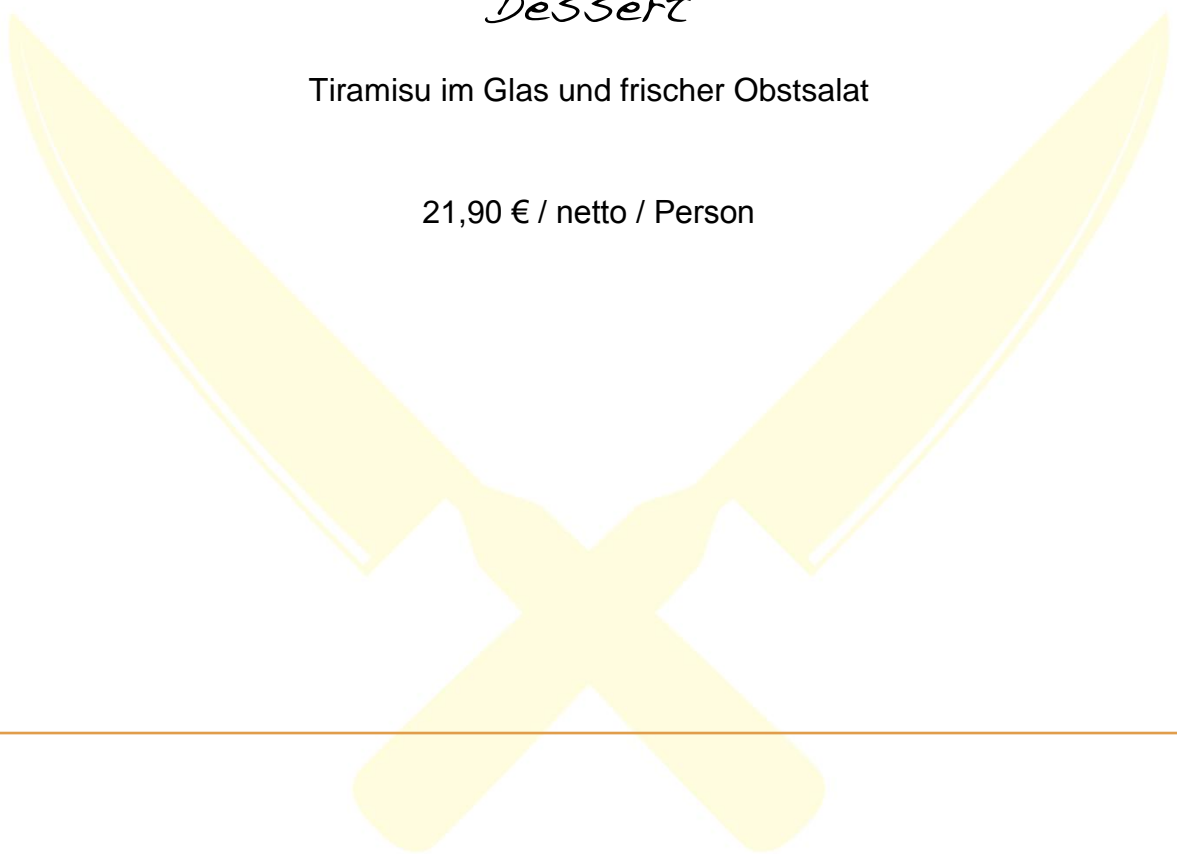 Dessert
Tiramisu im Glas und frischer Obstsalat
21,90 € / netto / Person